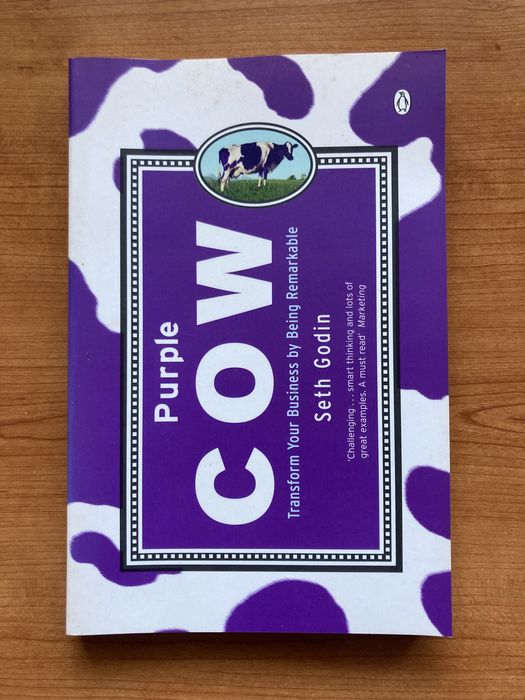 Purple
COW
Transform Your Business by Being Remarkable
Seth Godin
'Challenging . . . smart thinking and lots of
great examples. A must read' Marketing